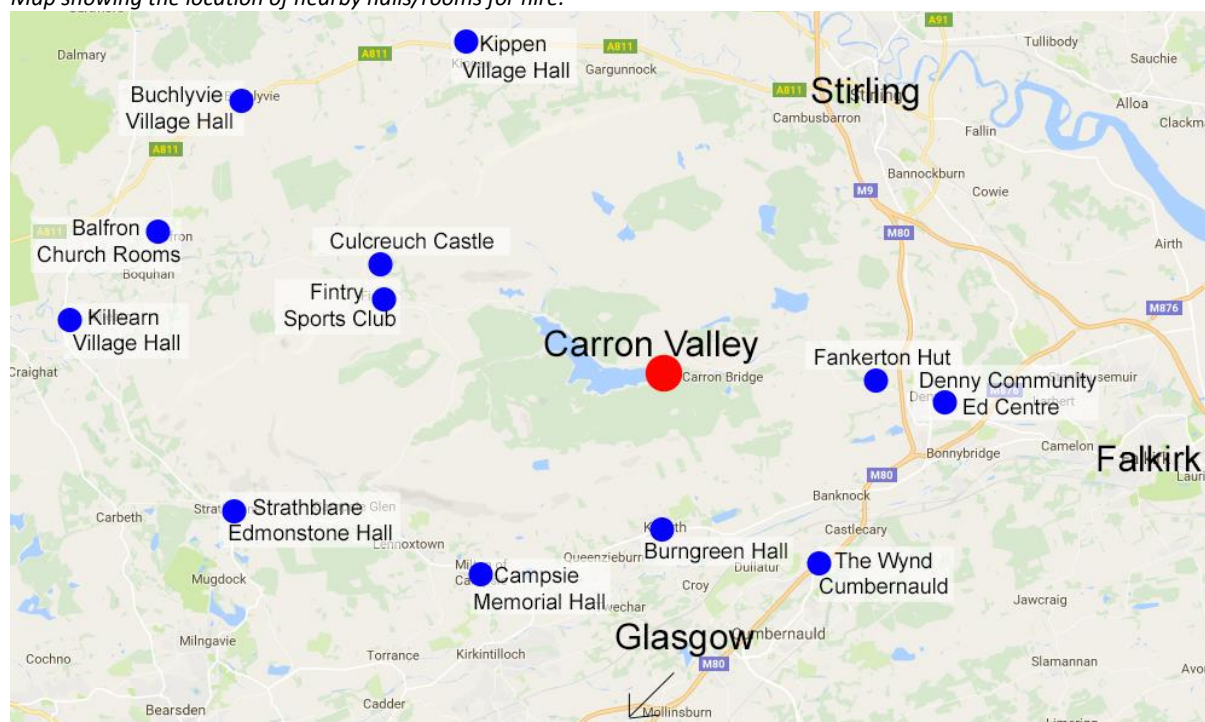 Map showing the location of nearby halls/rooms for hire.
Dalmary
Kippen
Village Hall
A811
Gargunnock
A811
Stirling
Cambusbarron
A91
Tullibody
Sauchie
Alloa
Fallin
Buchlyvie
Village Hall
A811
M9
Bannockburn
Cowie
M80
Airth
A811
Balfron
Church Rooms
Boquhan
Culcreuch Castle
Fintry
Sports Club
Killearn
Village Hall
Craighat
M876
Carron Valley
Carron Bridge
Fankerton Hut
Denny Community
Ed Centre
Camelon
Bonnybridge
Falkirk
M80
Banknock
Castlecary
Carbeth
Strathblane
Edmonstone Hall
Lennoxtown
Queenzieburn
Burngreen Hall
Dullatur
The Wynd
Cumbernauld
Mugdock
Campsie
Memorial Hall
Croy
Jawcraig
Glasgow
Milngavie
Cochno
Torrance
Kirkintilloch
M80
Slamannan
Bearsden
Cadder
Mollinsburn
Limerigg